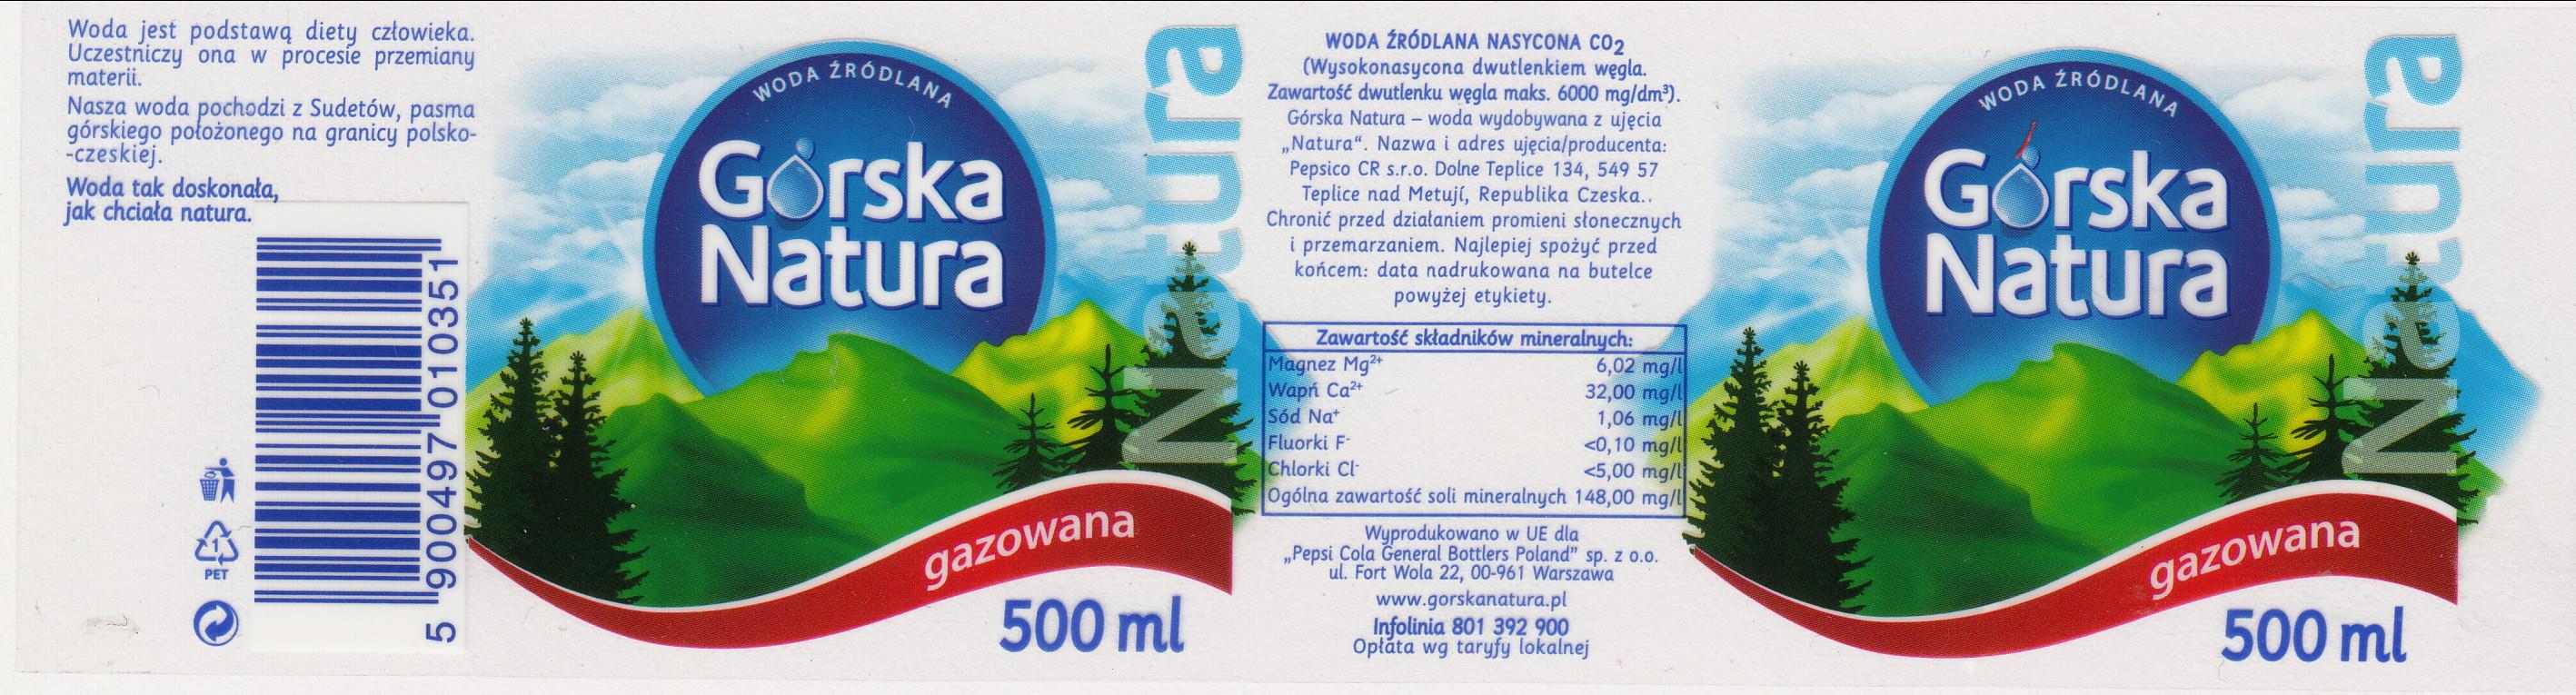 Woda jest podstawą diety człowieka.
Uczestniczy ona w procesie przemiany
materii.
Nasza woda pochodzi z Sudetów, pasma
górskiego położonego na granicy polsko-
-czeskiej.
Woda tak doskonała,
jak chciała natura.
5 900497 010351
1
PET
WODA ŹRÓDLANA
Górska
Natura
Natura
gazowana
500 ml
WODA ŹRÓDLANA NASYCONA CO₂
(Wysokonasycona dwutlenkiem węgla.
Zawartość dwutlenku węgla maks. 6000 mg/dm³).
Górska Natura – woda wydobywana z ujęcia
„Natura“. Nazwa i adres ujęcia/producenta:
Pepsico CR s.r.o. Dolne Teplice 134, 549 57
Teplice nad Metují, Republika Czeska..
Chronić przed działaniem promieni słonecznych
i przemarzaniem. Najlepiej spożyć przed
końcem: data nadrukowana na butelce
powyżej etykiety.
Zawartość składników mineralnych:
Magnez Mg²⁺ 6,02 mg/l
Wapń Ca²⁺ 32,00 mg/l
Sód Na⁺ 1,06 mg/l
Fluorki F⁻ <0,10 mg/l
Chlorki Cl⁻ <5,00 mg/l
Ogólna zawartość soli mineralnych 148,00 mg/l
Wyprodukowano w UE dla
„Pepsi Cola General Bottlers Poland” sp. z o.o.
ul. Fort Wola 22, 00-961 Warszawa
www.gorskanatura.pl
Infolinia 801 392 900
Opłata wg taryfy lokalnej
WODA ŹRÓDLANA
Górska
Natura
Natura
gazowana
500 ml